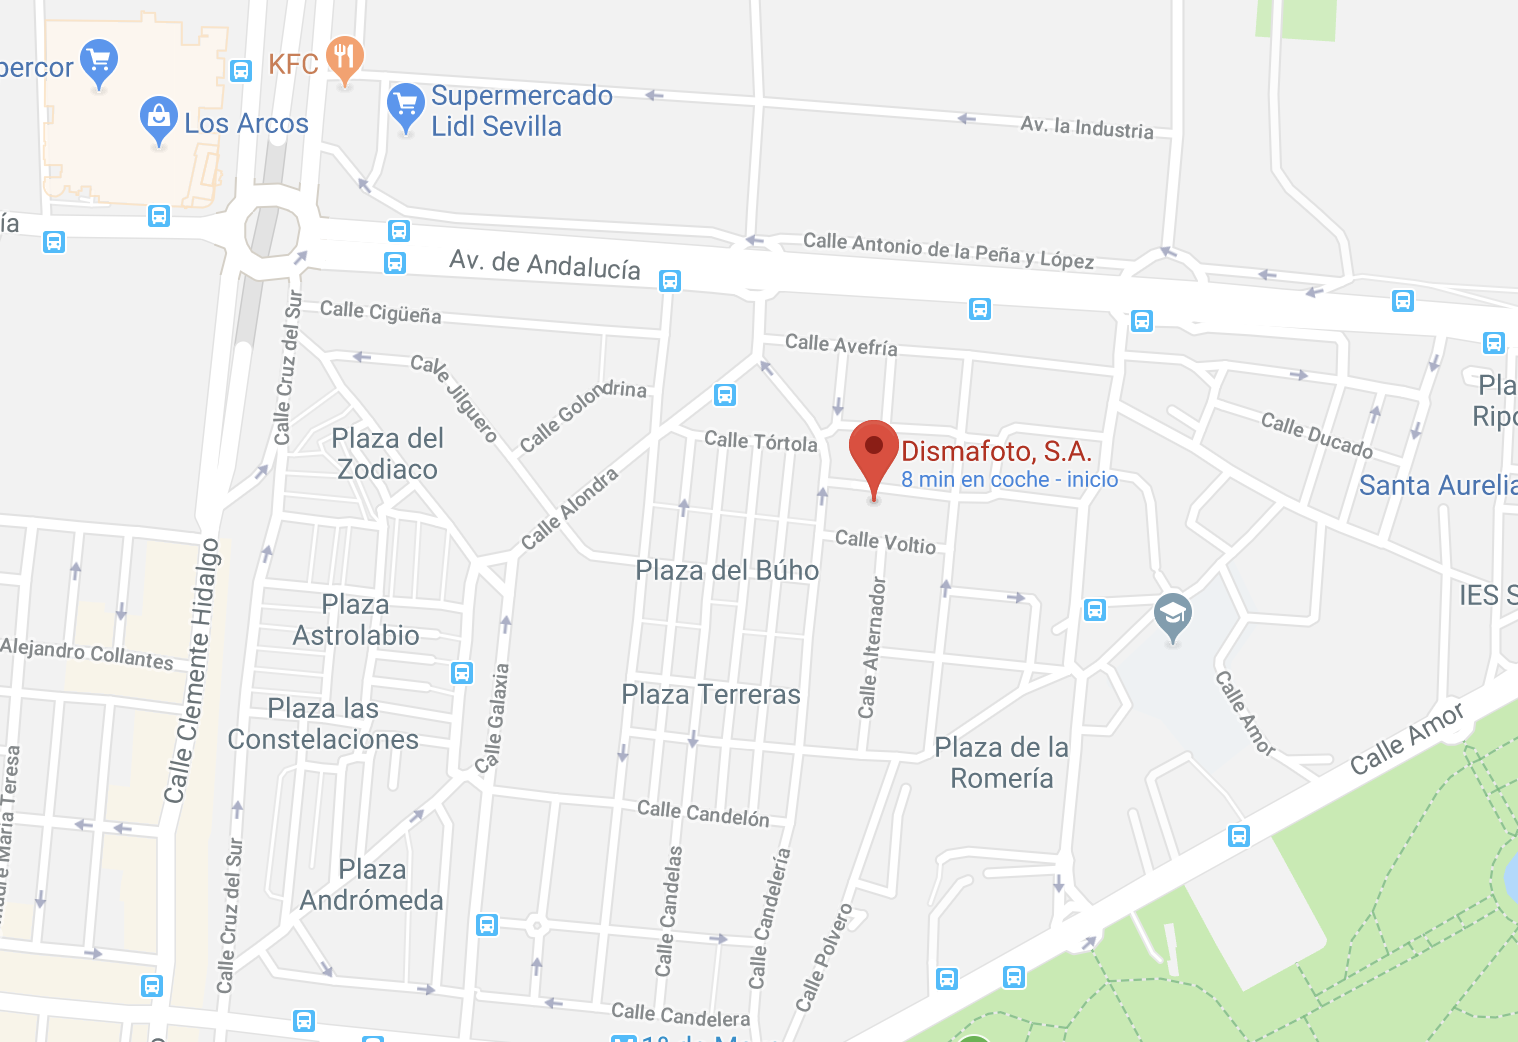 KFC
percor
Supermercado
Lidl Sevilla
Los Arcos
Av. la Industria
ía
Calle Antonio de la Peña y López
Av. de Andalucía
Calle Cigüeña
Calle Cruz del Sur
Calle Avefría
Calle Jilguero
Calle Golondrina
Pla
Ripo
Plaza del
Zodiaco
Calle Tórtola
Calle Ducado
Dismafoto, S.A.
8 min en coche - inicio
Santa Aurelia
Calle Alondra
Calle Voltio
Plaza del Búho
Calle Clemente Hidalgo
Plaza
Astrolabio
IES S
Alejandro Collantes
Calle Alternador
Calle Galaxia
Plaza Terreras
Calle Amor
Plaza las
Constelaciones
Calle Amor
Plaza de la
Romería
Madre María Teresa
Calle Candelón
Plaza
Andrómeda
Calle Cruz del Sur
Calle Candelas
Calle Candelería
Calle Polvero
Calle Candelera
1º de May